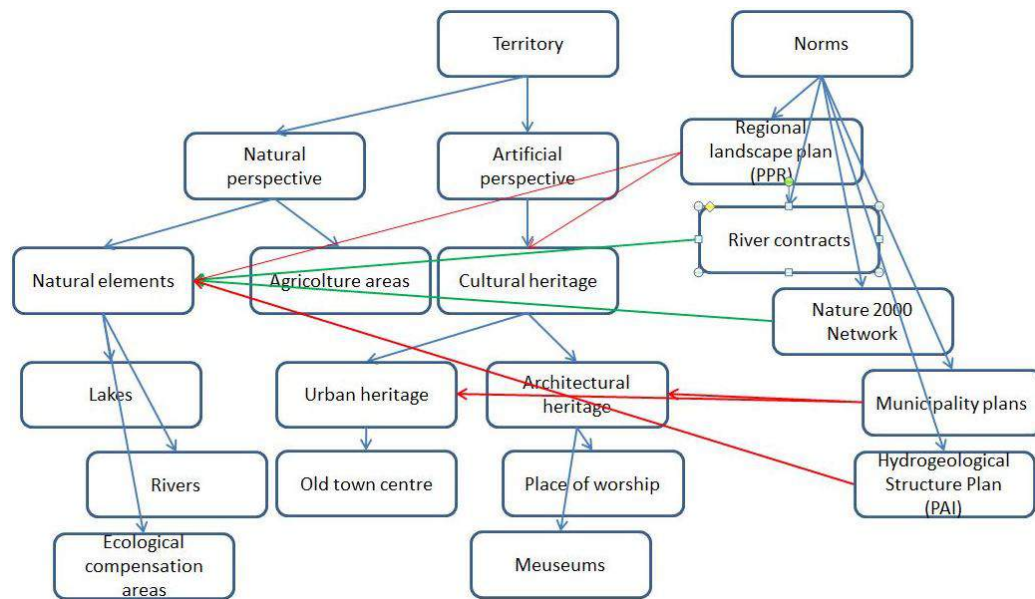 Territory
Norms
Natural
perspective
Artificial
perspective
Regional
landscape plan
(PPR)
River contracts
Natural elements
Agricolture areas
Cultural heritage
Nature 2000
Network
Lakes
Urban heritage
Architectural
heritage
Municipality plans
Rivers
Old town centre
Place of worship
Hydrogeological
Structure Plan
(PAI)
Ecological
compensation
areas
Meuseums